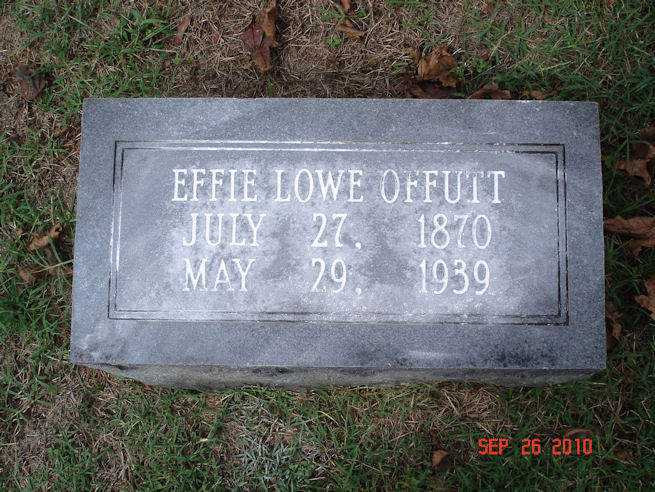 EFFIE LOWE OFFUTT
JULY 27, 1870
MAY 29, 1939
SEP 26 2010